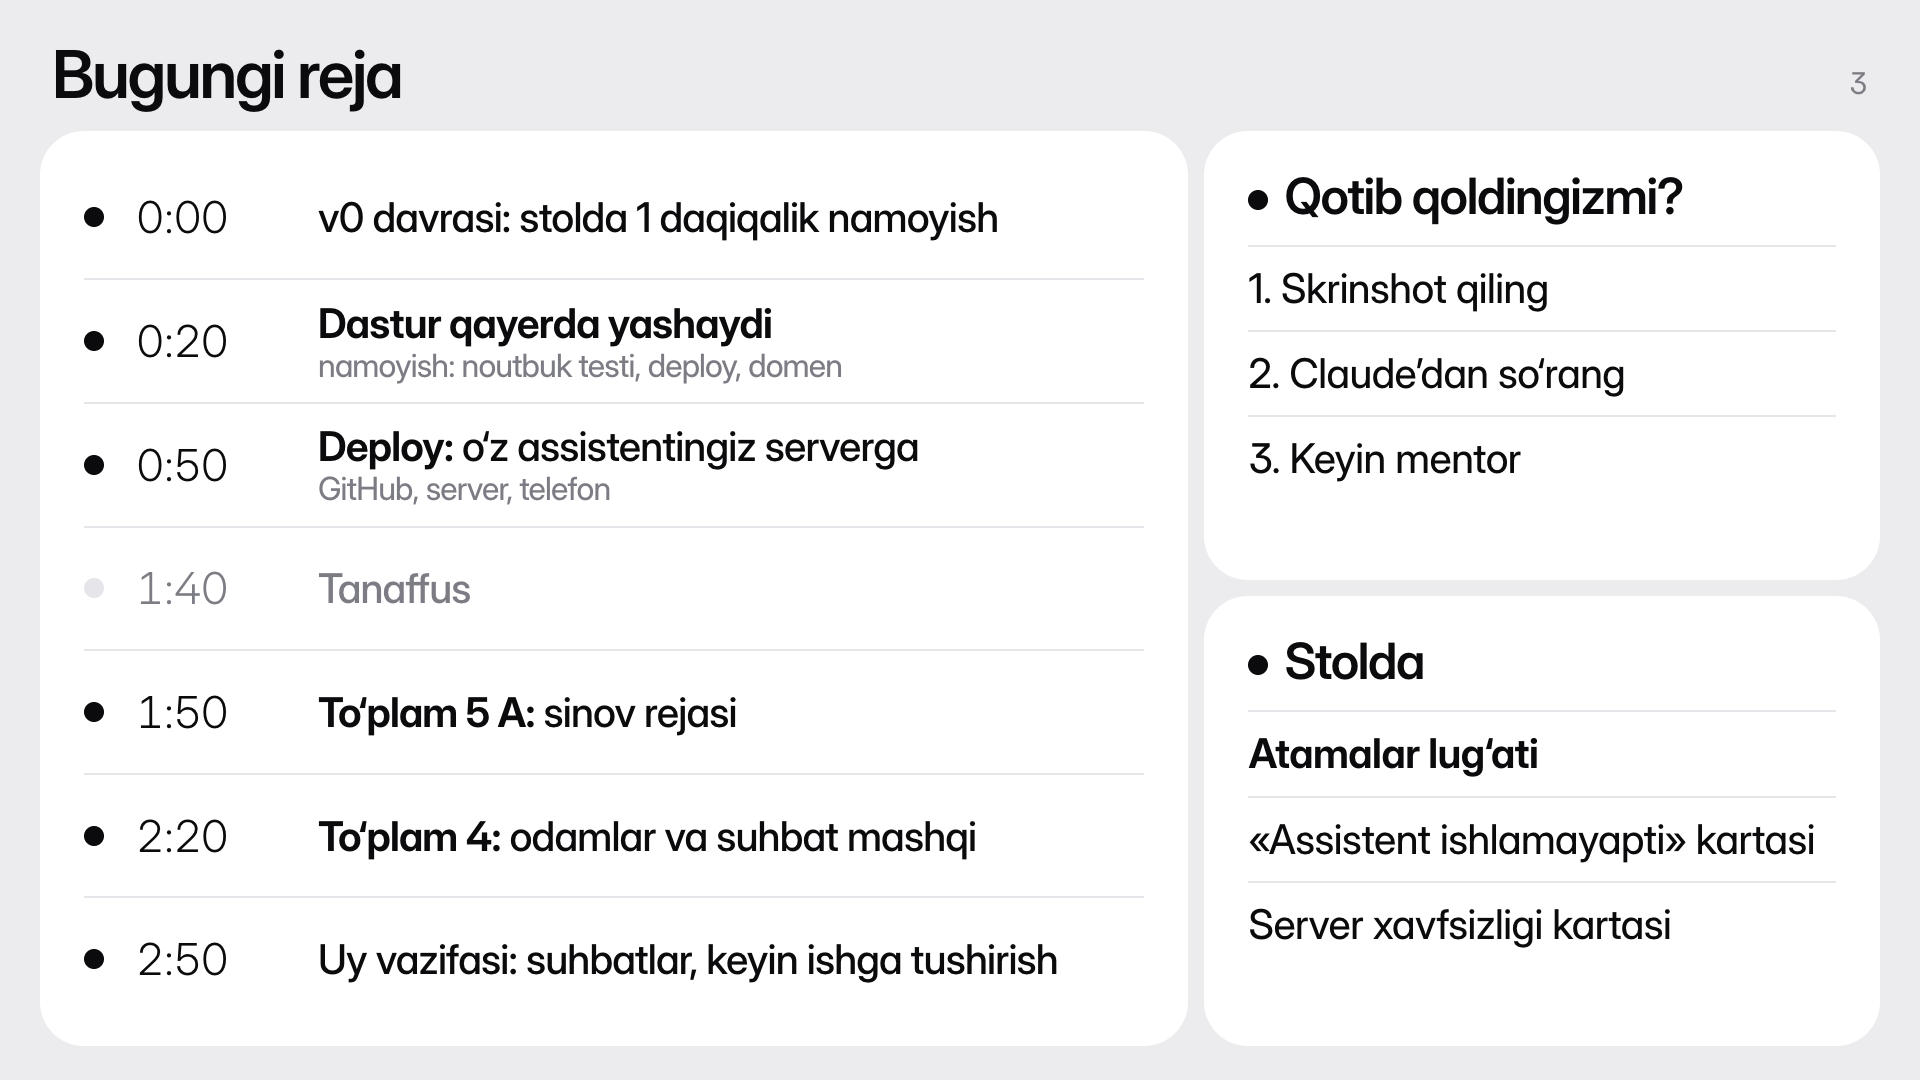 Bugungi reja
3
0:00 v0 davrasi: stolda 1 daqiqalik namoyish
0:20 Dastur qayerda yashaydi
namoyish: noutbuk testi, deploy, domen
0:50 Deploy: o‘z assistentingiz serverga
GitHub, server, telefon
1:40 Tanaffus
1:50 To‘plam 5 A: sinov rejasi
2:20 To‘plam 4: odamlar va suhbat mashqi
2:50 Uy vazifasi: suhbatlar, keyin ishga tushirish
Qotib qoldingizmi?
1. Skrinshot qiling
2. Claude’dan so‘rang
3. Keyin mentor
Stolda
Atamalar lug‘ati
«Assistent ishlamayapti» kartasi
Server xavfsizligi kartasi